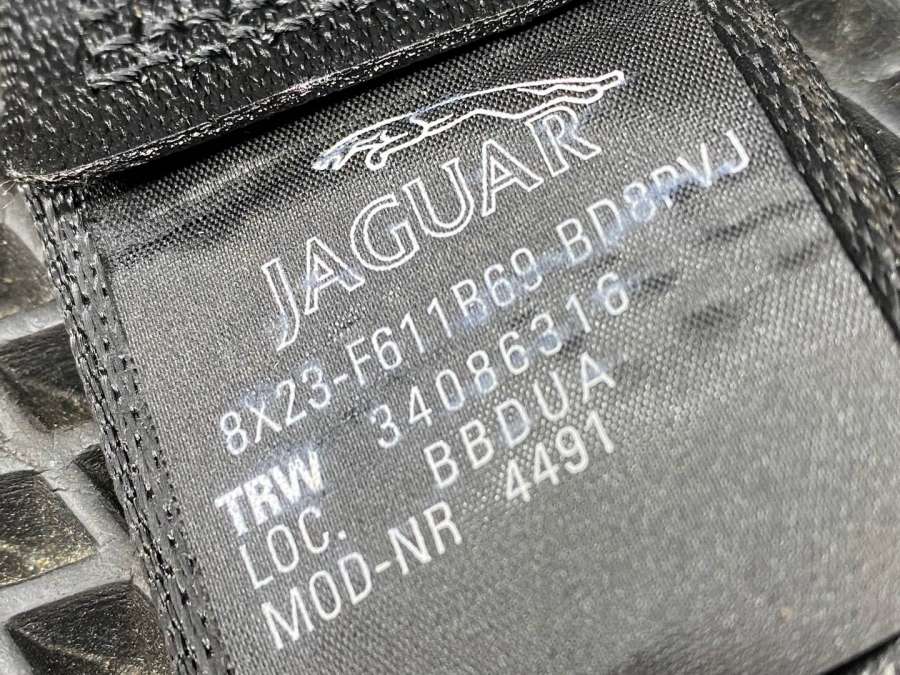 JAGUAR
8X23-F611B69-BD8PVJ
TRW 34086316
LOC. BBDUA
MOD-NR 4491